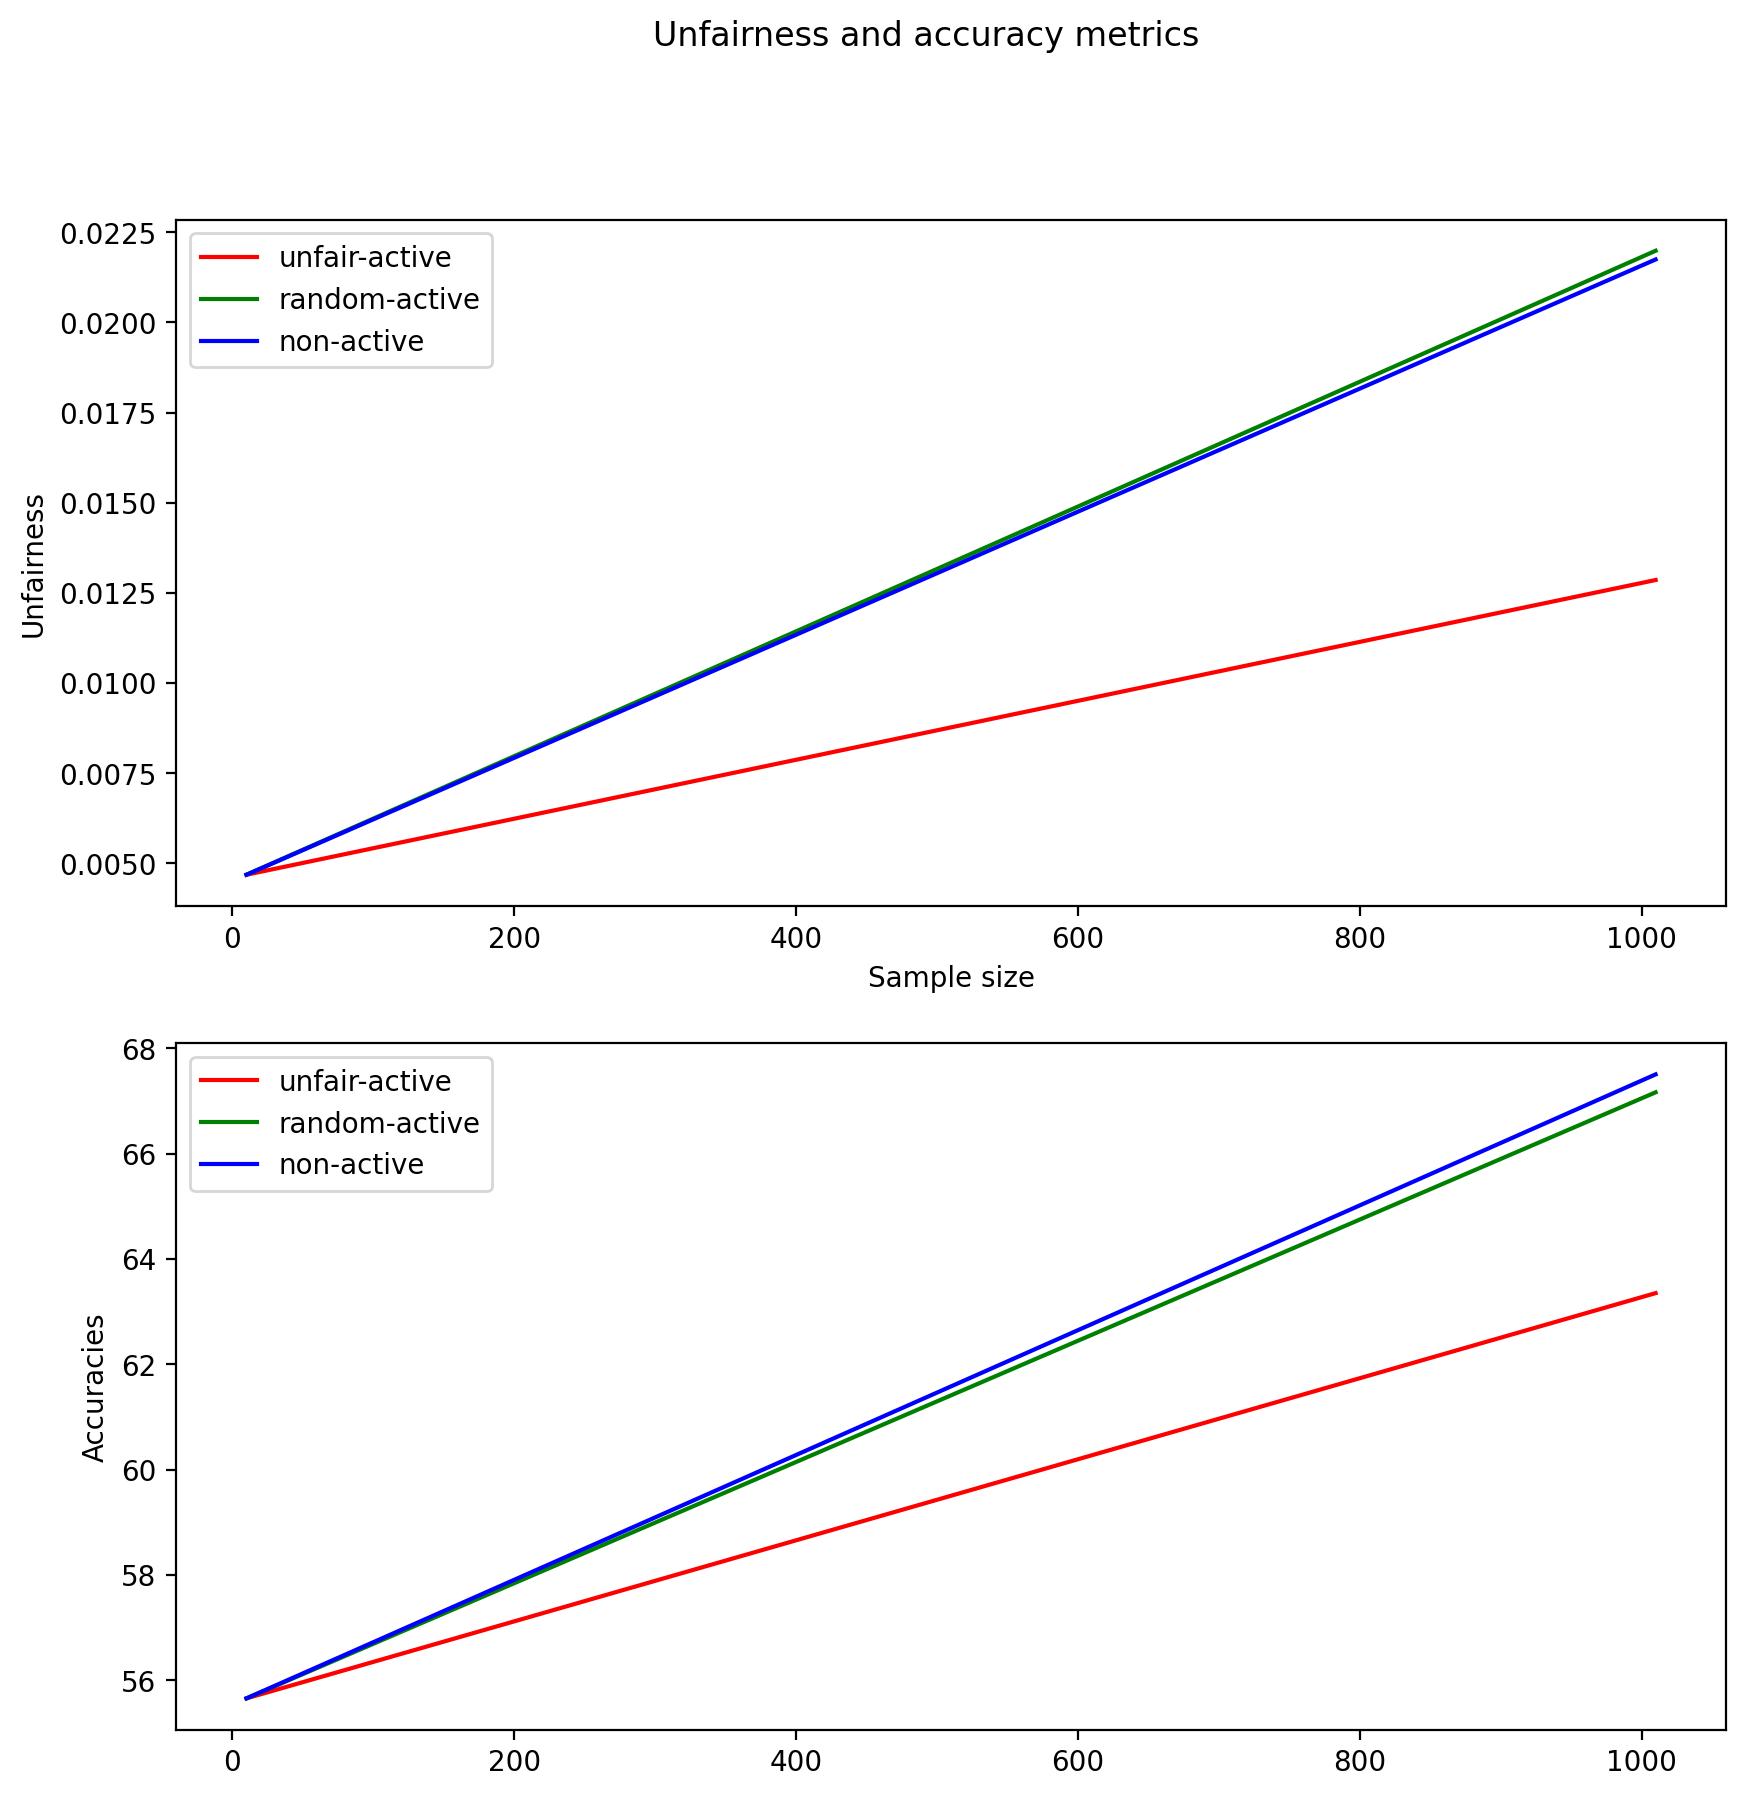 Unfairness and accuracy metrics
0.0225
0.0200
0.0175
0.0150
0.0125
0.0100
0.0075
0.0050
Unfairness
unfair-active
random-active
non-active
0 200 400 600 800 1000
Sample size
68
66
64
62
60
58
56
Accuracies
unfair-active
random-active
non-active
0 200 400 600 800 1000